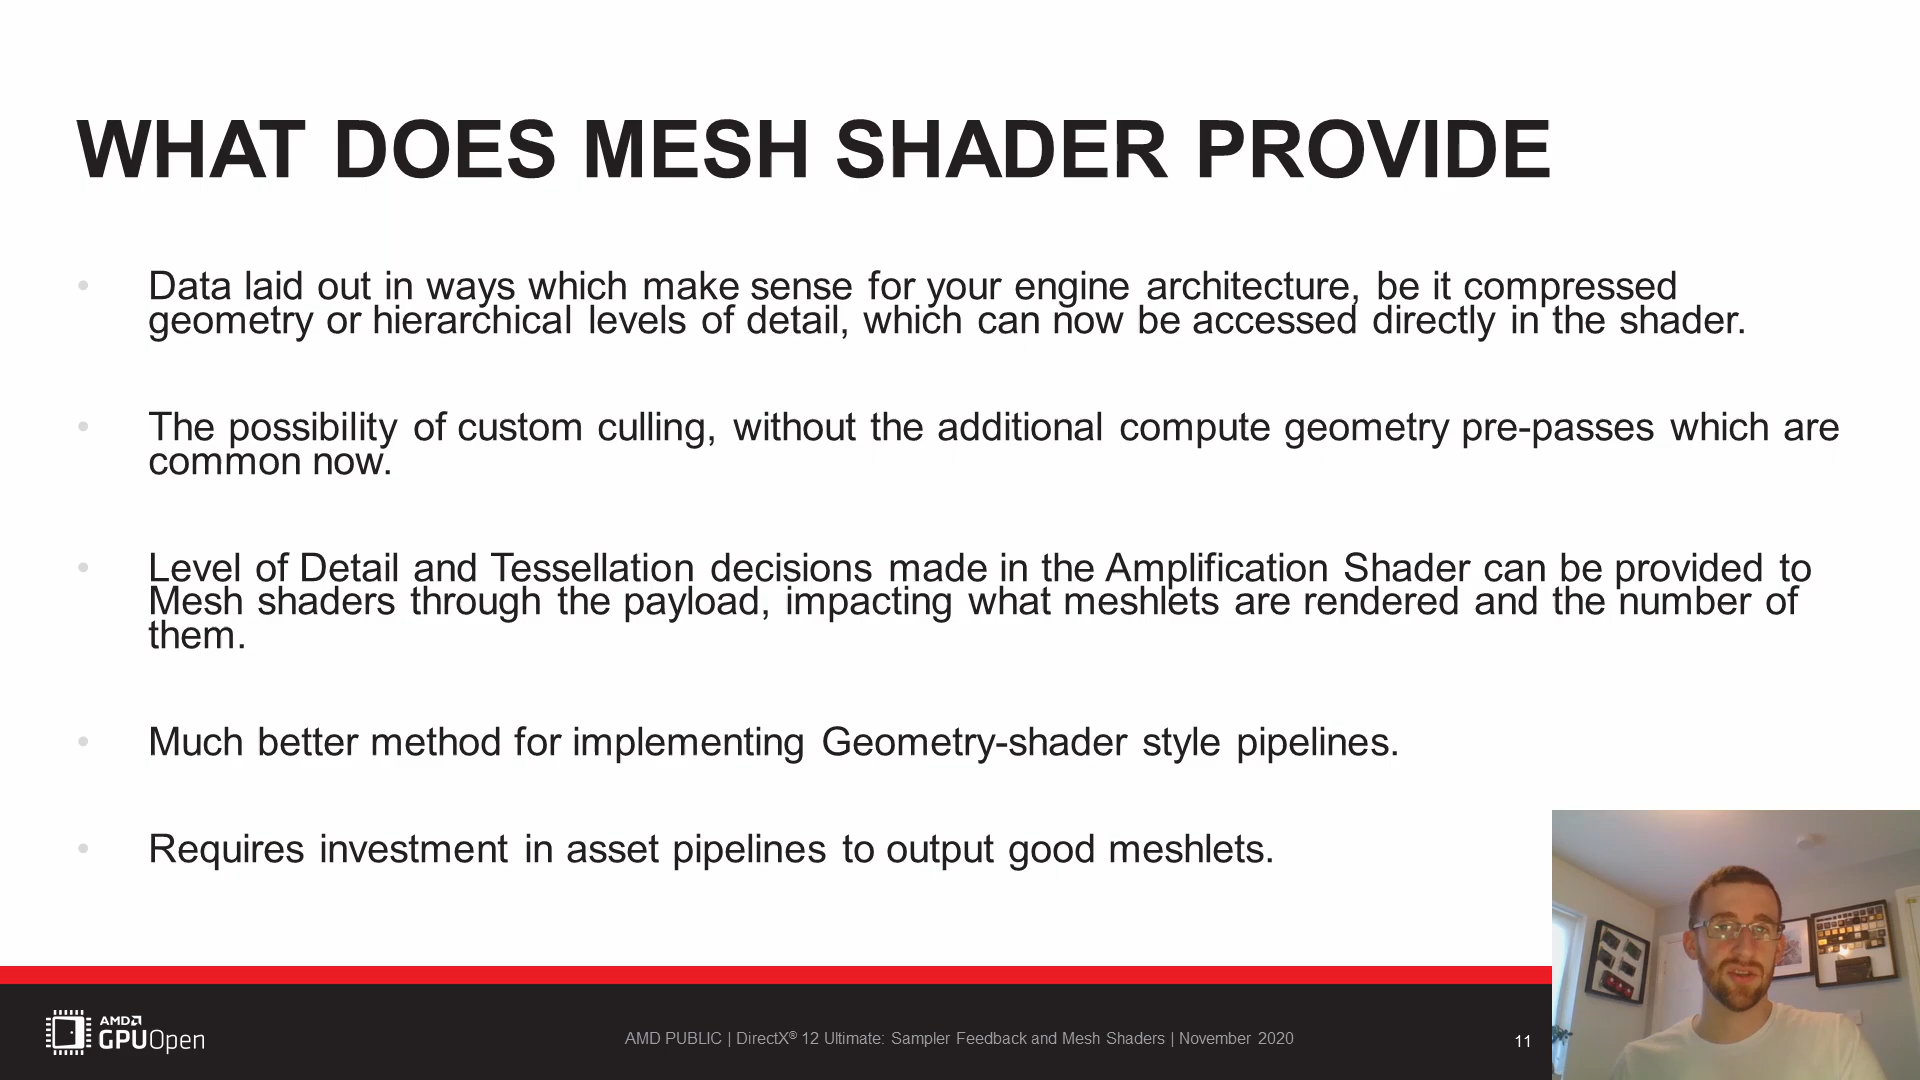 WHAT DOES MESH SHADER PROVIDE
• Data laid out in ways which make sense for your engine architecture, be it compressed
geometry or hierarchical levels of detail, which can now be accessed directly in the shader.
• The possibility of custom culling, without the additional compute geometry pre-passes which are
common now.
• Level of Detail and Tessellation decisions made in the Amplification Shader can be provided to
Mesh shaders through the payload, impacting what meshlets are rendered and the number of
them.
• Much better method for implementing Geometry-shader style pipelines.
• Requires investment in asset pipelines to output good meshlets.
AMD
GPUOpen
AMD PUBLIC | DirectX® 12 Ultimate: Sampler Feedback and Mesh Shaders | November 2020
11